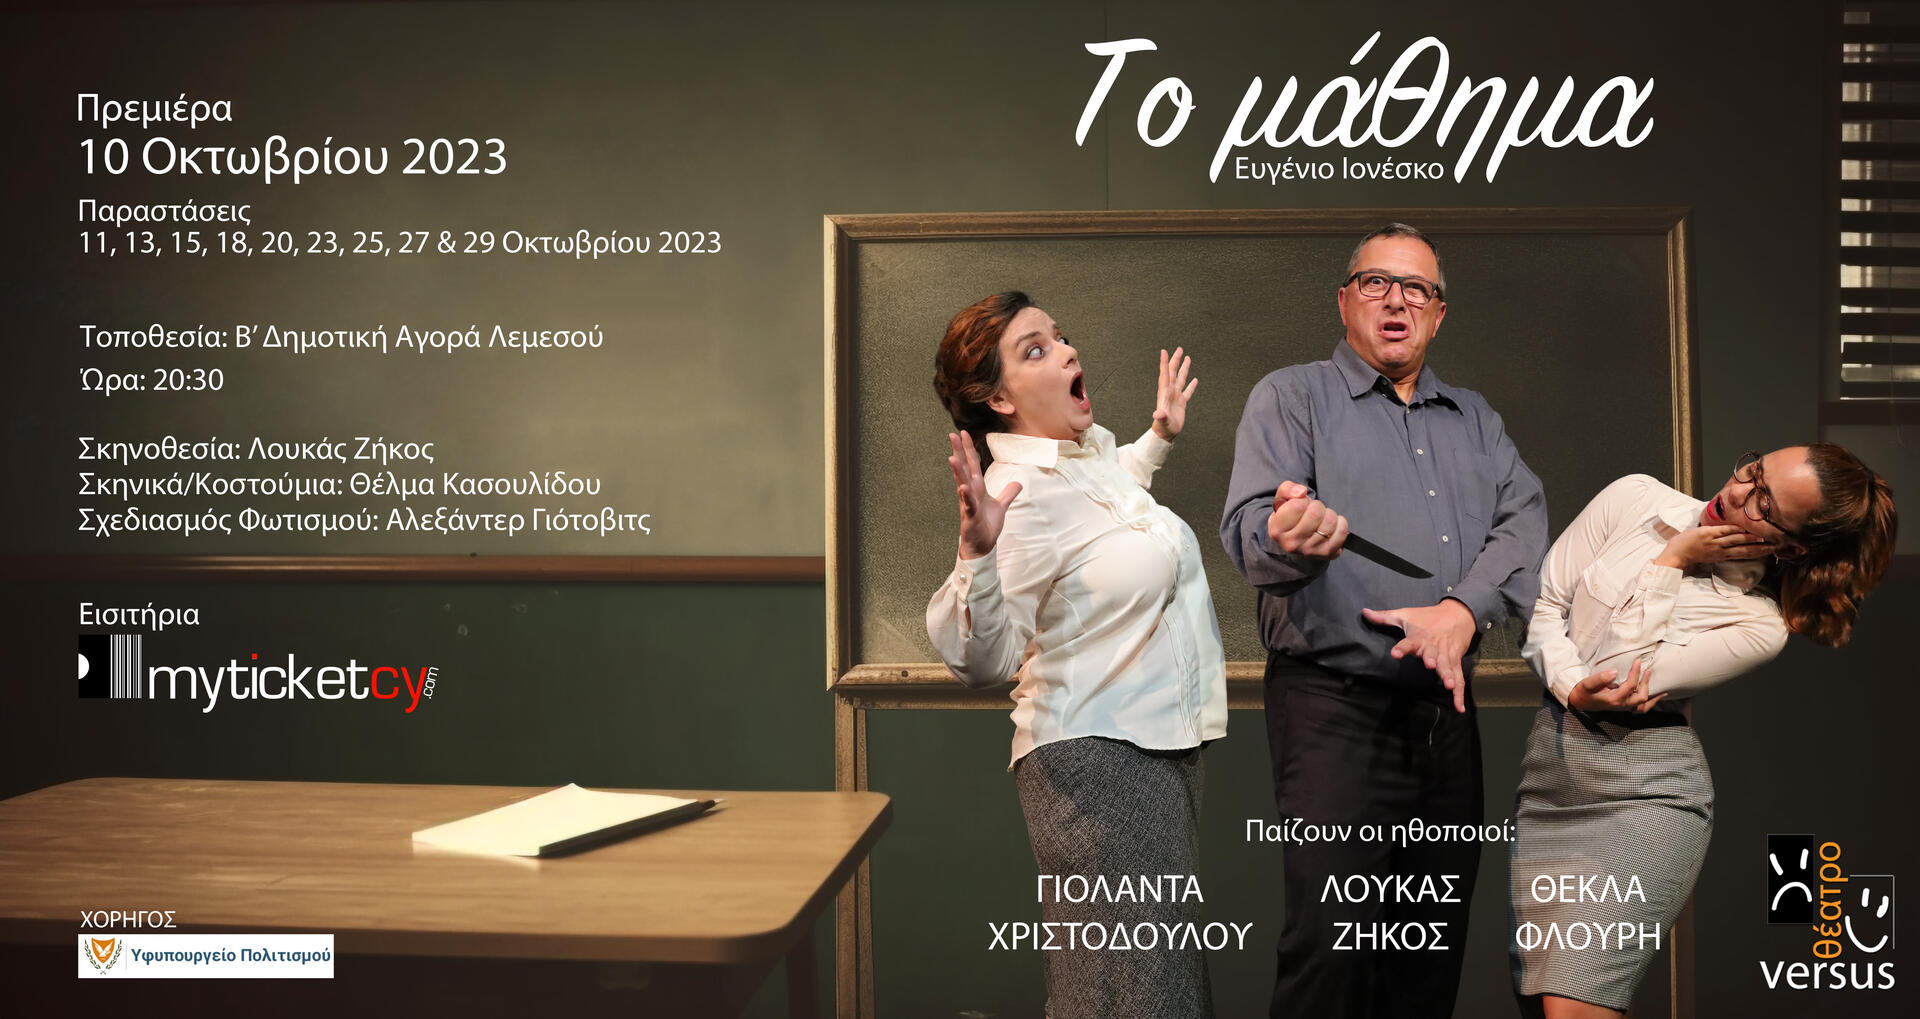 Το μάθημα
Ευγένιο Ιονέσκο
Πρεμιέρα
10 Οκτωβρίου 2023
Παραστάσεις
11, 13, 15, 18, 20, 23, 25, 27 & 29 Οκτωβρίου 2023
Τοποθεσία: Β’ Δημοτική Αγορά Λεμεσού
Ώρα: 20:30
Σκηνοθεσία: Λουκάς Ζήκος
Σκηνικά/Κοστούμια: Θέλμα Κασουλίδου
Σχεδιασμός Φωτισμού: Αλεξάντερ Γιότοβιτς
Εισιτήρια
myticketcy.com
ΧΟΡΗΓΟΣ
Υφυπουργείο Πολιτισμού
Παίζουν οι ηθοποιοί:
ΓΙΟΛΑΝΤΑ
ΧΡΙΣΤΟΔΟΥΛΟΥ
ΛΟΥΚΑΣ
ΖΗΚΟΣ
ΘΕΚΛΑ
ΦΛΟΥΡΗ
θέατρο
versus